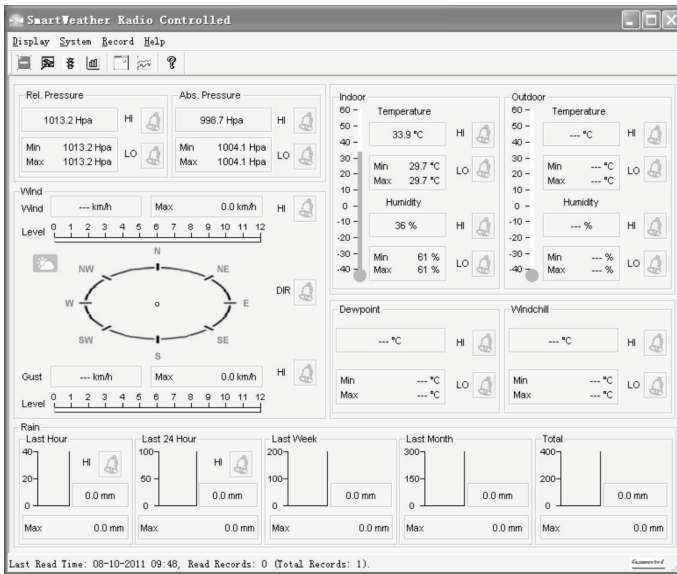 SmartWeather Radio Controlled
Display System Record Help
Rel. Pressure
1013.2 Hpa HI
Min 1013.2 Hpa
Max 1013.2 Hpa
LO
Abs. Pressure
998.7 Hpa HI
Min 1004.1 Hpa
Max 1004.1 Hpa
LO
Wind
Wind --- km/h Max 0.0 km/h HI
Level 0 1 2 3 4 5 6 7 8 9 10 11 12
N
NW NE
W E
DIR
SW SE
S
Gust --- km/h Max 0.0 km/h HI
Level 0 1 2 3 4 5 6 7 8 9 10 11 12
Indoor
60
50
40
30
20
10
0
-10
-20
-30
-40
Temperature
33.9 °C HI
Min 29.7 °C
Max 29.7 °C
LO
Humidity
36 % HI
Min 61 %
Max 61 %
LO
Outdoor
60
50
40
30
20
10
0
-10
-20
-30
-40
Temperature
--- °C HI
Min --- °C
Max --- °C
LO
Humidity
--- % HI
Min --- %
Max --- %
LO
Dewpoint
--- °C HI
Min --- °C
Max --- °C
LO
Windchill
--- °C HI
Min --- °C
Max --- °C
LO
Rain
Last Hour
40
20
0
HI
0.0 mm
Max 0.0 mm
Last 24 Hour
100
50
0
HI
0.0 mm
Max 0.0 mm
Last Week
200
100
0
0.0 mm
Max 0.0 mm
Last Month
300
150
0
0.0 mm
Max 0.0 mm
Total
400
200
0
0.0 mm
Max 0.0 mm
Last Read Time: 08-10-2011 09:48, Read Records: 0 (Total Records: 1).